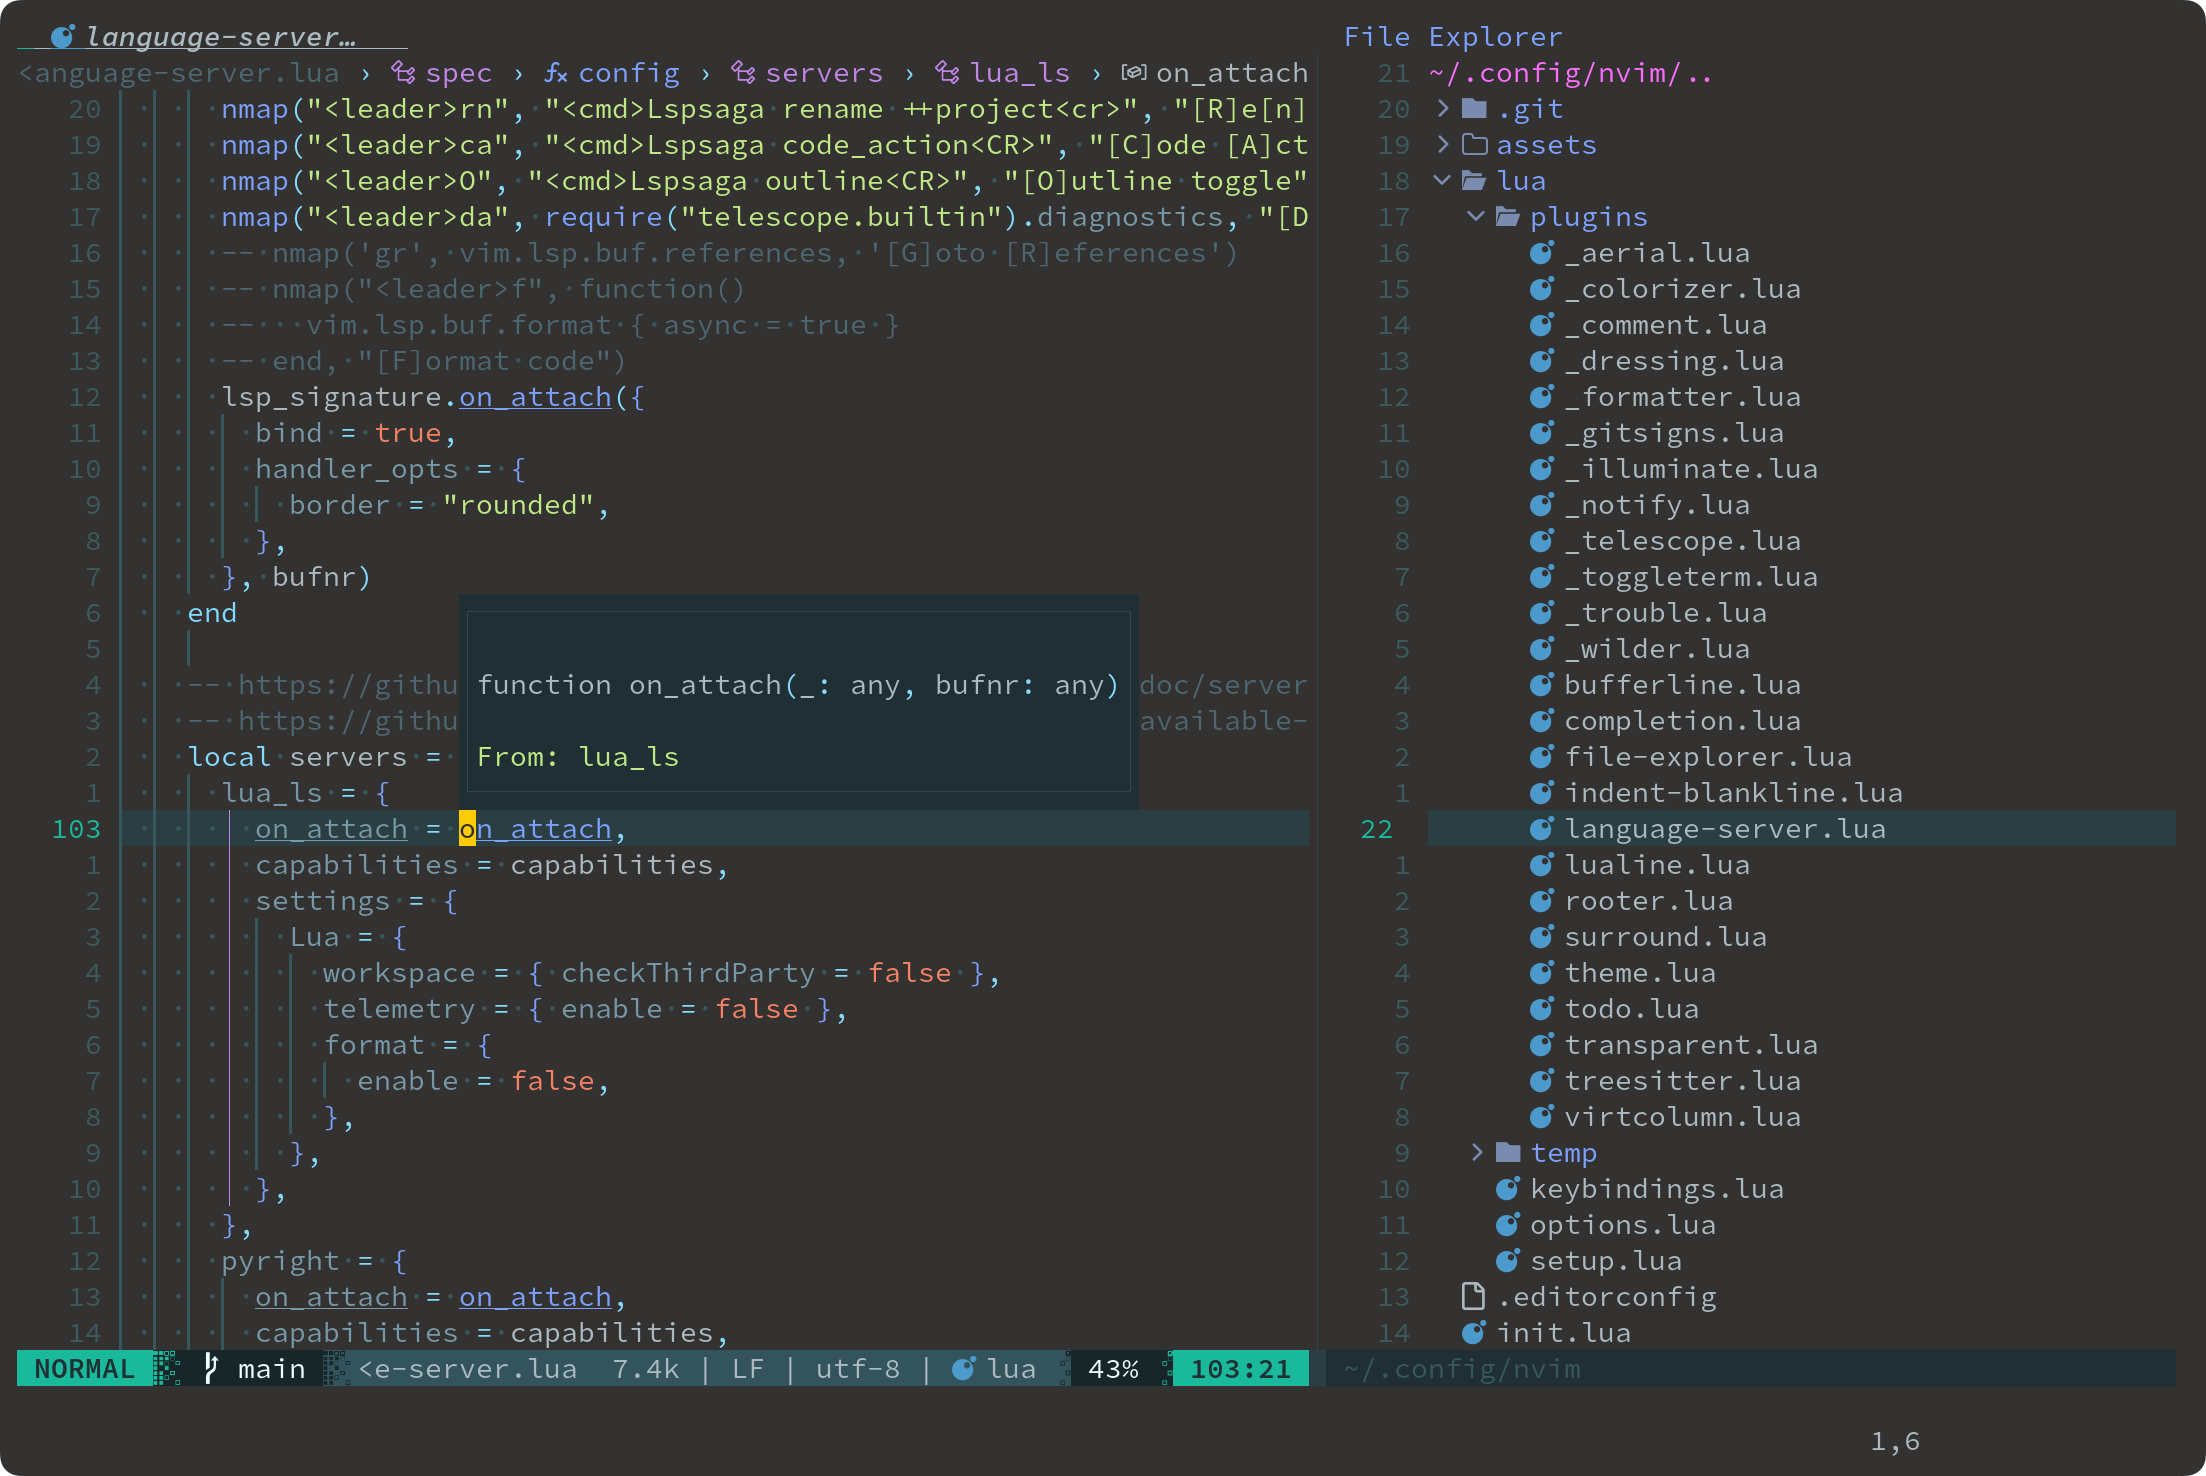 language-server…
<anguage-server.lua › spec › config › servers › lua_ls › on_attach
20 nmap("<leader>rn", "<cmd>Lspsaga rename ++project<cr>", "[R]e[n]
19 nmap("<leader>ca", "<cmd>Lspsaga code_action<CR>", "[C]ode [A]ct
18 nmap("<leader>O", "<cmd>Lspsaga outline<CR>", "[O]utline toggle"
17 nmap("<leader>da", require("telescope.builtin").diagnostics, "[D
16 -- nmap('gr', vim.lsp.buf.references, '[G]oto [R]eferences')
15 -- nmap("<leader>f", function()
14 --   vim.lsp.buf.format { async = true }
13 -- end, "[F]ormat code")
12 lsp_signature.on_attach({
11 bind = true,
10 handler_opts = {
9 border = "rounded",
8 },
7 }, bufnr)
6 end
5
4 -- https://githu doc/server
3 -- https://githu available-
2 local servers =
1 lua_ls = {
103 on_attach = on_attach,
1 capabilities = capabilities,
2 settings = {
3 Lua = {
4 workspace = { checkThirdParty = false },
5 telemetry = { enable = false },
6 format = {
7 enable = false,
8 },
9 },
10 },
11 },
12 pyright = {
13 on_attach = on_attach,
14 capabilities = capabilities,
function on_attach(_: any, bufnr: any)
From: lua_ls
NORMAL main <e-server.lua 7.4k | LF | utf-8 | lua 43% 103:21
File Explorer
21 ~/.config/nvim/..
20 .git
19 assets
18 lua
17 plugins
16 _aerial.lua
15 _colorizer.lua
14 _comment.lua
13 _dressing.lua
12 _formatter.lua
11 _gitsigns.lua
10 _illuminate.lua
9 _notify.lua
8 _telescope.lua
7 _toggleterm.lua
6 _trouble.lua
5 _wilder.lua
4 bufferline.lua
3 completion.lua
2 file-explorer.lua
1 indent-blankline.lua
22 language-server.lua
1 lualine.lua
2 rooter.lua
3 surround.lua
4 theme.lua
5 todo.lua
6 transparent.lua
7 treesitter.lua
8 virtcolumn.lua
9 temp
10 keybindings.lua
11 options.lua
12 setup.lua
13 .editorconfig
14 init.lua
~/.config/nvim
1,6